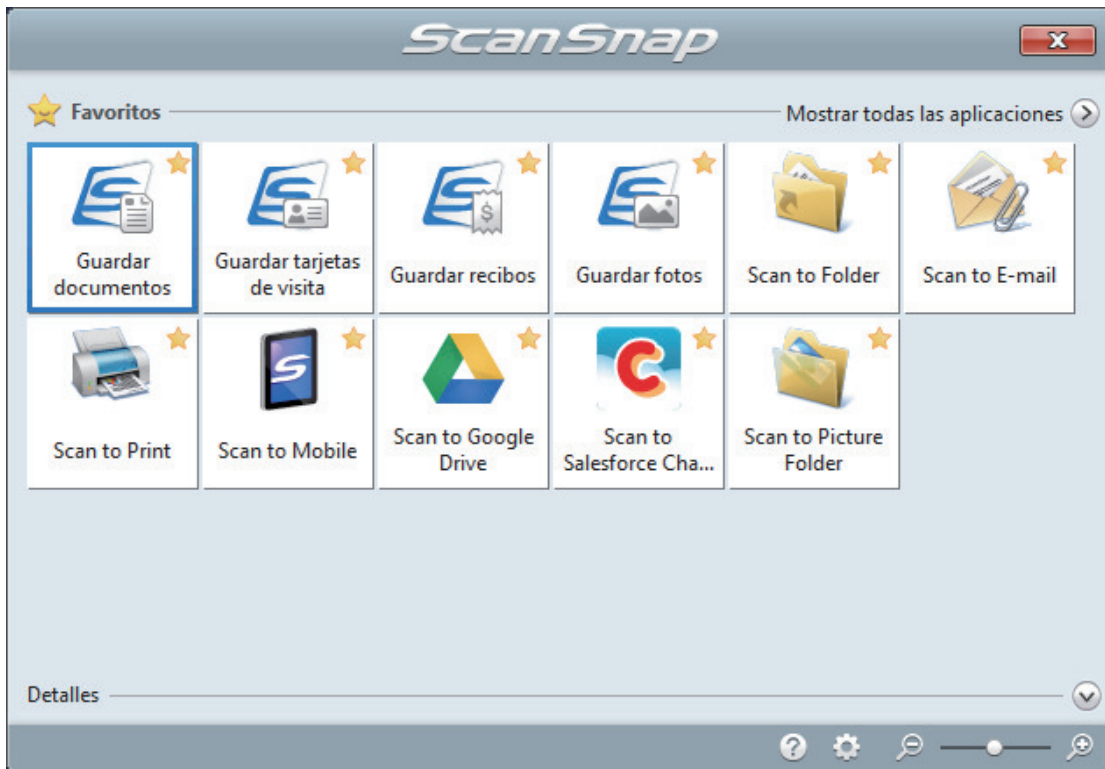 ScanSnap
Favoritos
Mostrar todas las aplicaciones
Guardar
documentos
Guardar tarjetas
de visita
Guardar recibos
Guardar fotos
Scan to Folder
Scan to E-mail
Scan to Print
Scan to Mobile
Scan to Google
Drive
Scan to
Salesforce Cha...
Scan to Picture
Folder
Detalles